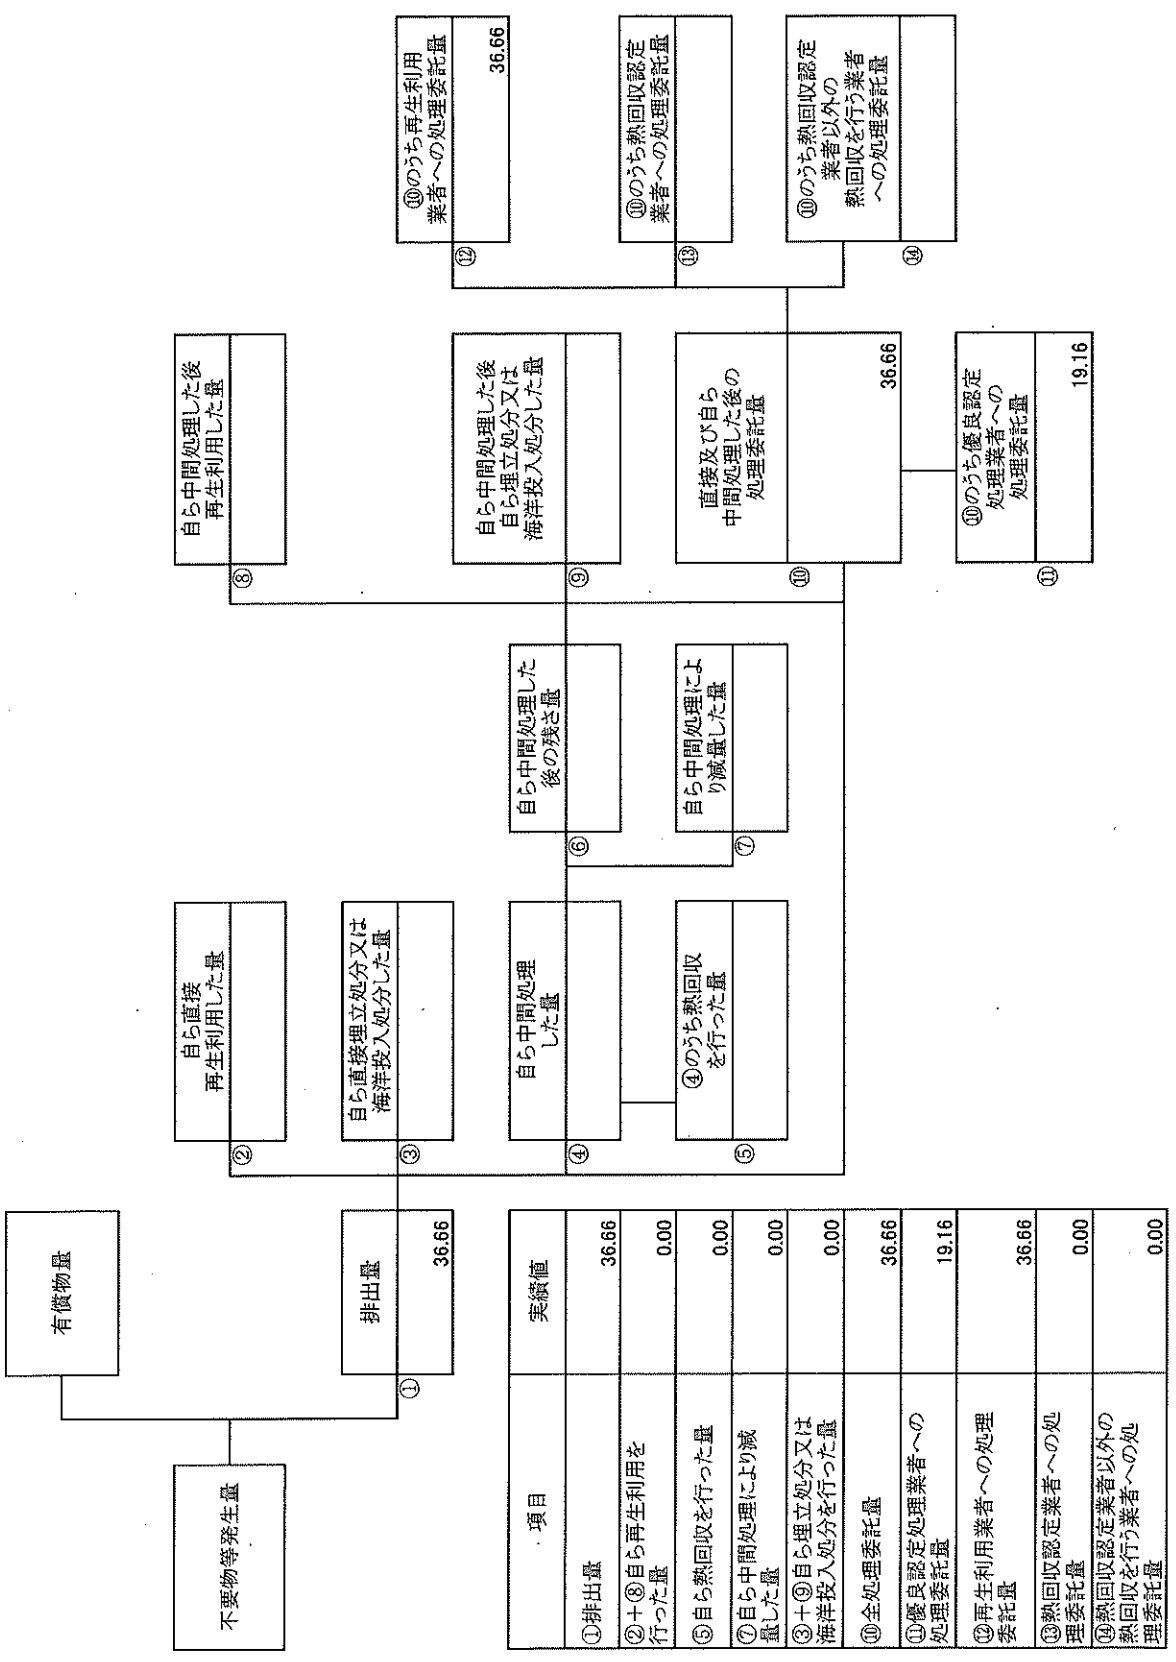 不要物等発生量
有償物量
排出量
①
36.66
自ら直接
再生利用した量
②
自ら直接埋立処分又は
海洋投入処分した量
③
自ら中間処理
した量
④
④のうち熱回収
を行った量
⑤
自ら中間処理した
後の残さ量
⑥
自ら中間処理によ
り減量した量
⑦
自ら中間処理した後
再生利用した量
⑧
自ら中間処理した後
自ら埋立処分又は
海洋投入処分した量
⑨
直接及び自ら
中間処理した後の
処理委託量
⑩
36.66
⑩のうち優良認定
処理業者への
処理委託量
⑪
19.16
⑩のうち再生利用
業者への処理委託量
⑫
36.66
⑩のうち熱回収認定
業者への処理委託量
⑬
⑩のうち熱回収認定
業者以外の
熱回収を行う業者
への処理委託量
⑭
項目 実績値
①排出量 36.66
②+⑧自ら再生利用を
行った量 0.00
⑤自ら熱回収を行った量 0.00
⑦自ら中間処理により減
量した量 0.00
③+⑨自ら埋立処分又は
海洋投入処分を行った量 0.00
⑩全処理委託量 36.66
⑪優良認定処理業者への
処理委託量 19.16
⑫再生利用業者への処理
委託量 36.66
⑬熱回収認定業者への処
理委託量 0.00
⑭熱回収認定業者以外の
熱回収を行う業者への処
理委託量 0.00